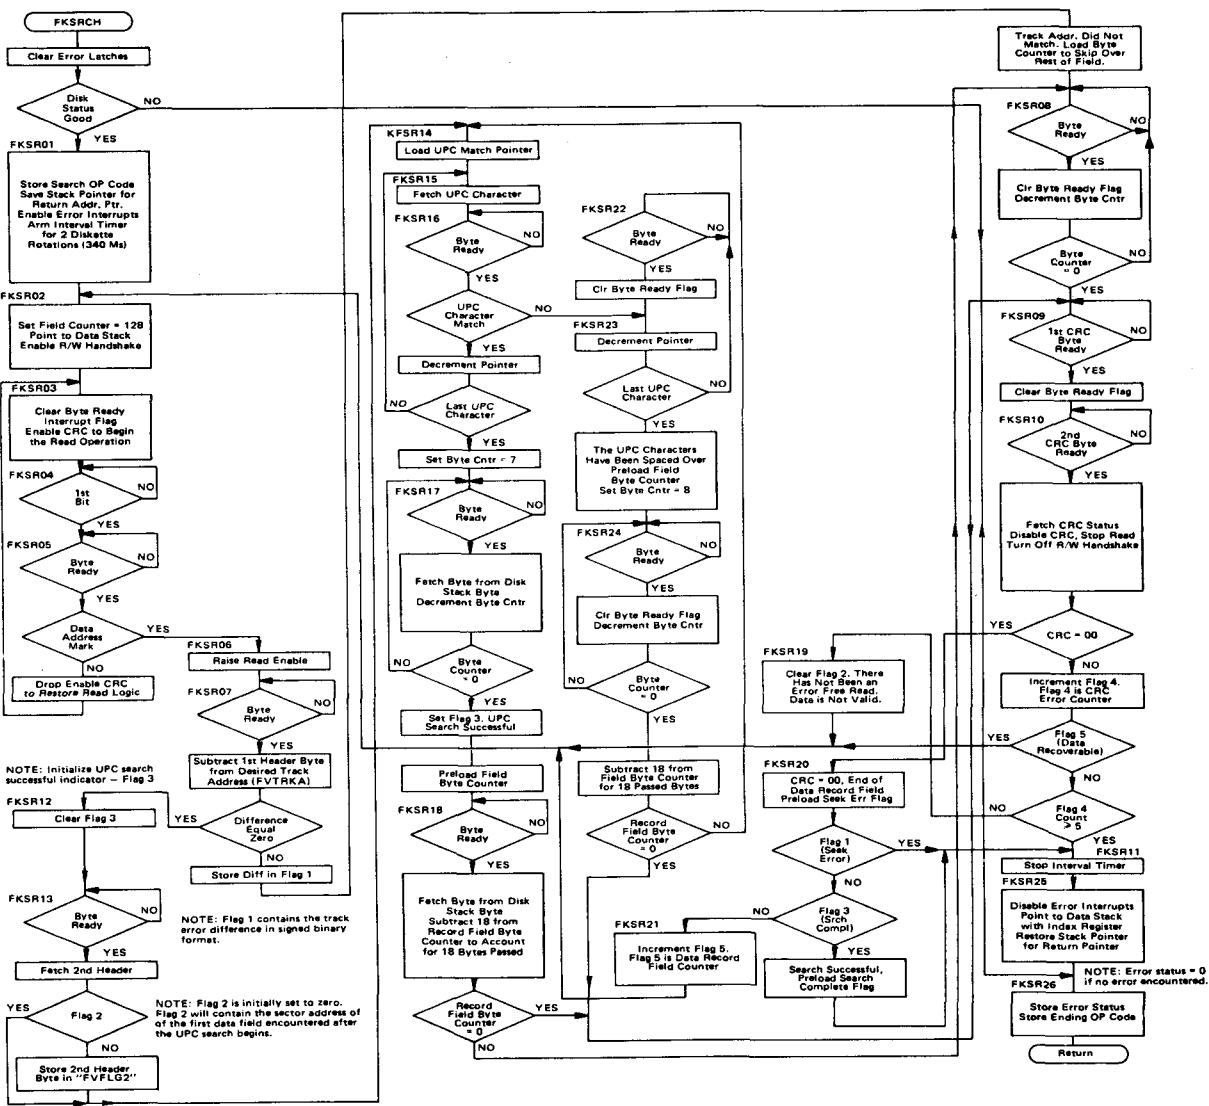 FKSRCH
Clear Error Latches
Disk
Status
Good
NO
YES
FKSR01
Store Search OP Code
Save Stack Pointer for
Return Addr. Ptr.
Enable Error Interrupts
Arm Interval Timer
for 2 Diskette
Rotations (340 Ms)
FKSR02
Set Field Counter = 128
Point to Data Stack
Enable R/W Handshake
FKSR03
Clear Byte Ready
Interrupt Flag
Enable CRC to Begin
the Read Operation
FKSR04
1st
Bit
NO
YES
FKSR05
Byte
Ready
NO
YES
Data
Address
Mark
YES
NO
Drop Enable CRC
to Restore Read Logic
FKSR06
Raise Read Enable
FKSR07
Byte
Ready
NO
YES
Subtract 1st Header Byte
from Desired Track
Address (FVTRKA)
Difference
Equal
Zero
YES
NO
Store Diff in Flag 1
NOTE: Initialize UPC search
successful indicator – Flag 3
FKSR12
Clear Flag 3
FKSR13
Byte
Ready
NO
YES
NOTE: Flag 1 contains the track
error difference in signed binary
format.
Fetch 2nd Header
YES
Flag 2
NO
NOTE: Flag 2 is initially set to zero.
Flag 2 will contain the sector address of
of the first data field encountered after
the UPC search begins.
Store 2nd Header
Byte in "FVFLG2"
KFSR14
Load UPC Match Pointer
FKSR15
Fetch UPC Character
FKSR16
Byte
Ready
NO
YES
UPC
Character
Match
NO
YES
Decrement Pointer
Last UPC
Character
NO
YES
Set Byte Cntr = 7
FKSR17
Byte
Ready
NO
YES
Fetch Byte from Disk
Stack Byte
Decrement Byte Cntr
Byte
Counter
= 0
NO
YES
Set Flag 3. UPC
Search Successful
Preload Field
Byte Counter
FKSR18
Byte
Ready
NO
YES
Fetch Byte from Disk
Stack Byte
Subtract 18 from
Record Field Byte
Counter to Account
for 18 Bytes Passed
Record
Field Byte
Counter
= 0
YES
NO
FKSR22
Byte
Ready
NO
YES
Clr Byte Ready Flag
FKSR23
Decrement Pointer
Last UPC
Character
NO
YES
The UPC Characters
Have Been Spaced Over
Preload Field
Byte Counter
Set Byte Cntr = 8
FKSR24
Byte
Ready
NO
YES
Clr Byte Ready Flag
Decrement Byte Cntr
Byte
Counter
= 0
NO
YES
Subtract 18 from
Field Byte Counter
for 18 Passed Bytes
Record
Field Byte
Counter
= 0
NO
YES
FKSR19
Clear Flag 2. There
Has Not Been an
Error Free Read.
Data is Not Valid.
FKSR20
CRC = 00, End of
Data Record Field
Preload Seek Err Flag
Flag 1
(Seek
Error)
YES
NO
Flag 3
(Srch
Compl)
NO
YES
FKSR21
Increment Flag 5.
Flag 5 is Data Record
Field Counter
Search Successful,
Preload Search
Complete Flag
Track Addr. Did Not
Match. Load Byte
Counter to Skip Over
Rest of Field.
FKSR08
Byte
Ready
NO
YES
Clr Byte Ready Flag
Decrement Byte Cntr
Byte
Counter
= 0
NO
YES
FKSR09
1st CRC
Byte
Ready
NO
YES
Clear Byte Ready Flag
FKSR10
2nd
CRC Byte
Ready
NO
YES
Fetch CRC Status
Disable CRC, Stop Read
Turn Off R/W Handshake
YES
CRC = 00
NO
Increment Flag 4.
Flag 4 is CRC
Error Counter
YES
Flag 5
(Data
Recoverable)
NO
Flag 4
Count
≥ 5
YES
FKSR11
Stop Interval Timer
FKSR25
Disable Error Interrupts
Point to Data Stack
with Index Register
Restore Stack Pointer
for Return Pointer
NOTE: Error status = 0
if no error encountered.
FKSR26
Store Error Status
Store Ending OP Code
Return